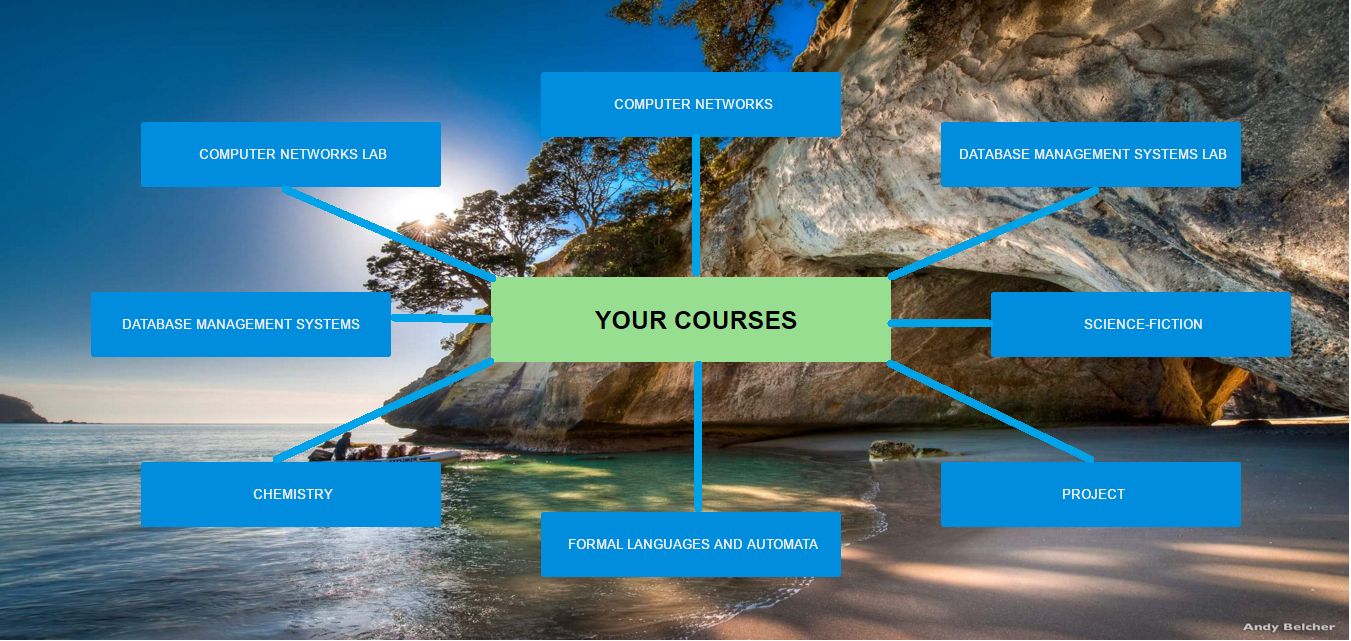 COMPUTER NETWORKS
COMPUTER NETWORKS LAB
DATABASE MANAGEMENT SYSTEMS LAB
DATABASE MANAGEMENT SYSTEMS
YOUR COURSES
SCIENCE-FICTION
CHEMISTRY
PROJECT
FORMAL LANGUAGES AND AUTOMATA
Andy Belcher